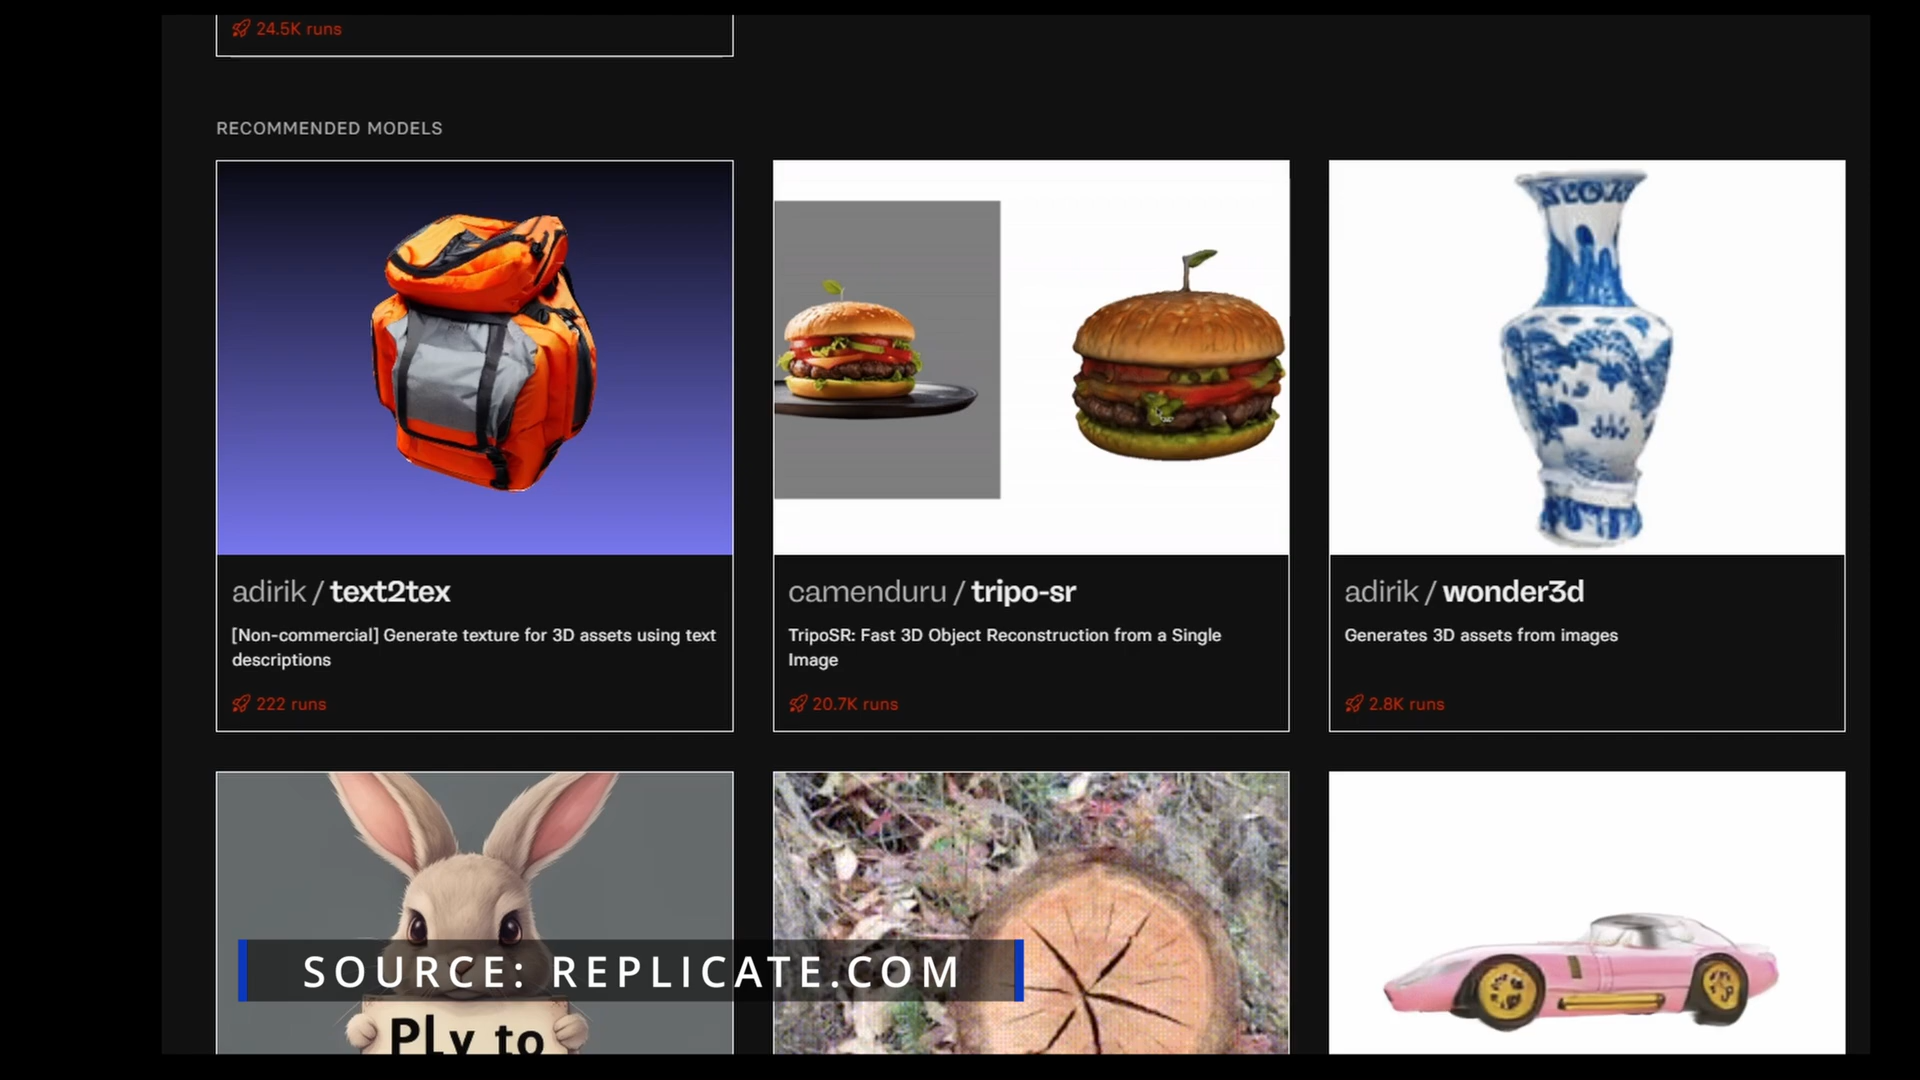 24.5K runs
RECOMMENDED MODELS
adirik / text2tex
[Non-commercial] Generate texture for 3D assets using text
descriptions
222 runs
camenduru / tripo-sr
TripoSR: Fast 3D Object Reconstruction from a Single
Image
20.7K runs
adirik / wonder3d
Generates 3D assets from images
2.8K runs
SOURCE: REPLICATE.COM
Ply to